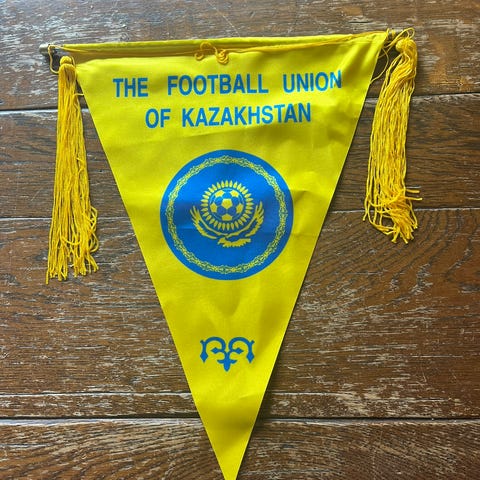 THE FOOTBALL UNION
OF KAZAKHSTAN